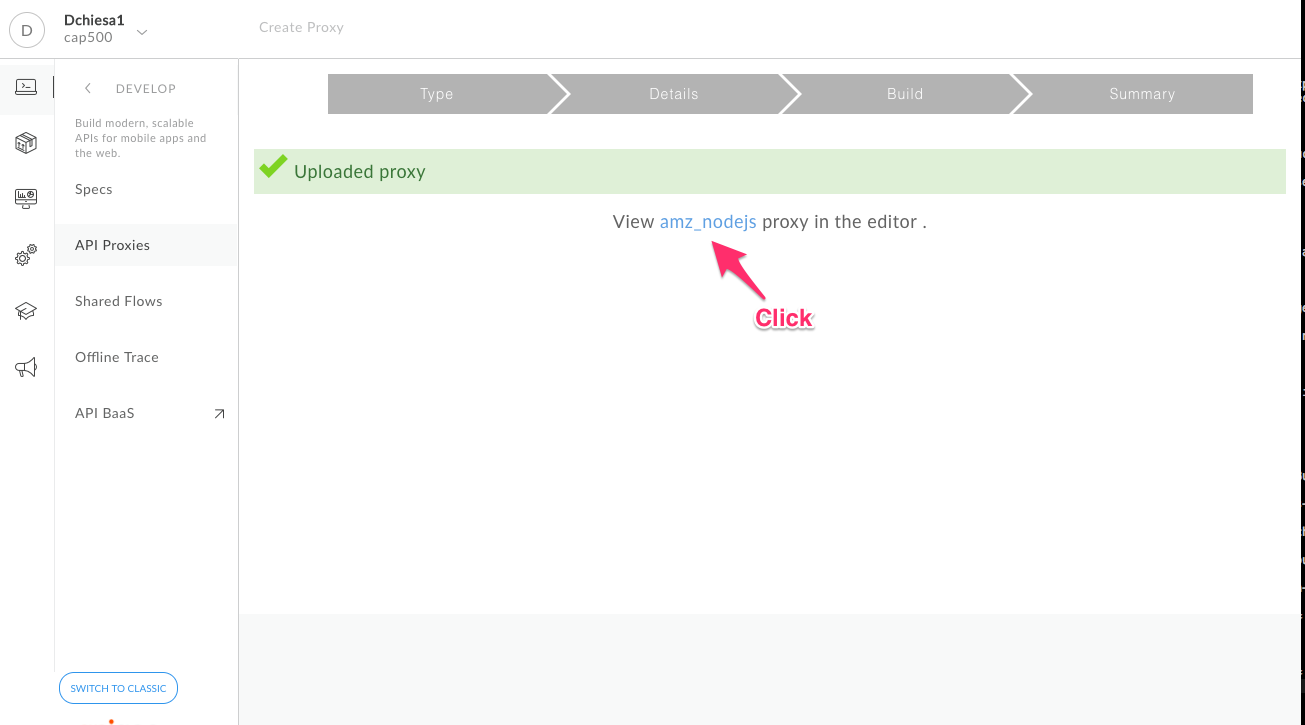 D
Dchiesa1
cap500
Create Proxy
DEVELOP
Build modern, scalable
APIs for mobile apps and
the web.
Specs
API Proxies
Shared Flows
Offline Trace
API BaaS
SWITCH TO CLASSIC
Type
Details
Build
Summary
Uploaded proxy
View amz_nodejs proxy in the editor .
Click